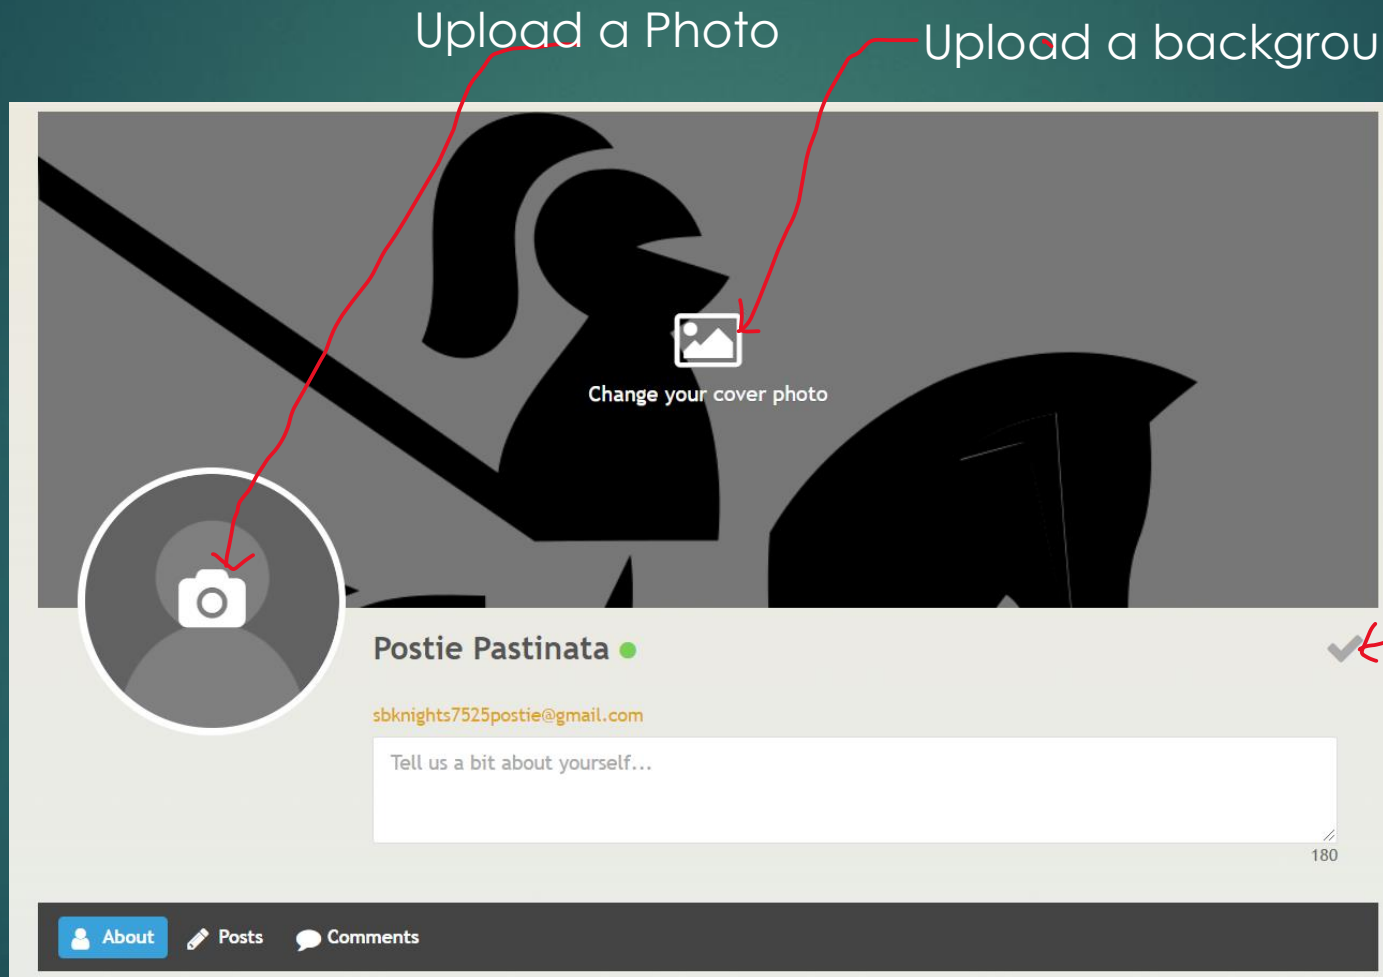 Upload a Photo
Upload a backgrou
Change your cover photo
Postie Pastinata
sbknights7525postie@gmail.com
Tell us a bit about yourself...
180
About Posts Comments